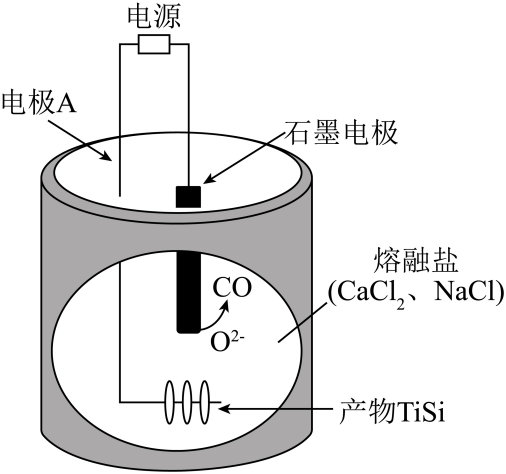 电源
电极A
石墨电极
熔融盐
(CaCl₂、NaCl)
CO
O²⁻
产物TiSi